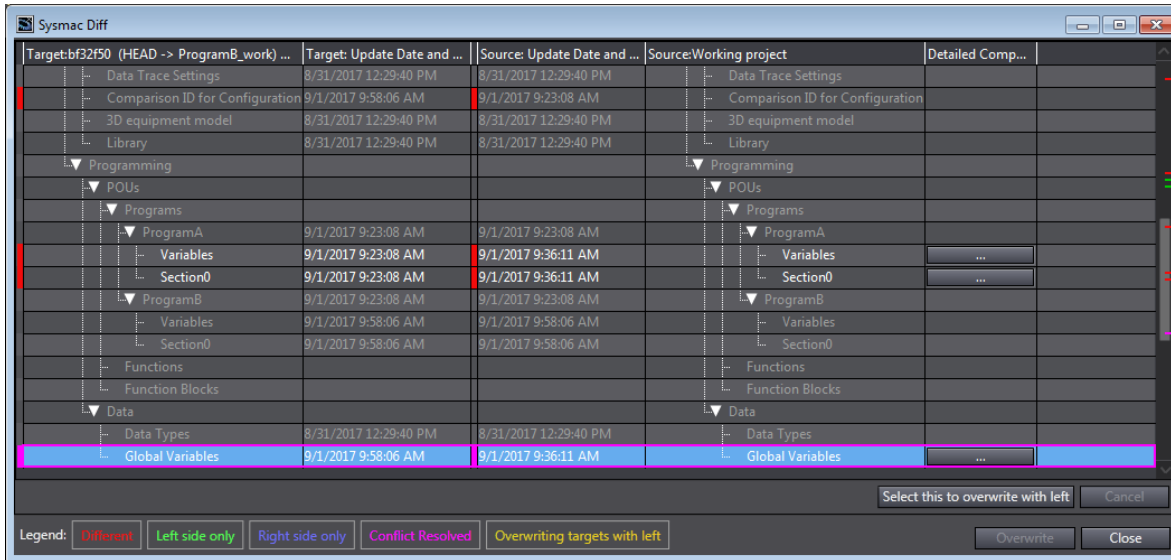 Sysmac Diff
Target:bf32f50 (HEAD -> ProgramB_work) ... Target: Update Date and ... Source: Update Date and ... Source:Working project Detailed Comp...
Data Trace Settings 8/31/2017 12:29:40 PM 8/31/2017 12:29:40 PM Data Trace Settings
Comparison ID for Configuration 9/1/2017 9:58:06 AM 9/1/2017 9:23:08 AM Comparison ID for Configuration
3D equipment model 8/31/2017 12:29:40 PM 8/31/2017 12:29:40 PM 3D equipment model
Library 8/31/2017 12:29:40 PM 8/31/2017 12:29:40 PM Library
Programming Programming
POUs POUs
Programs Programs
ProgramA 9/1/2017 9:23:08 AM 9/1/2017 9:23:08 AM ProgramA
Variables 9/1/2017 9:23:08 AM 9/1/2017 9:36:11 AM Variables ...
Section0 9/1/2017 9:23:08 AM 9/1/2017 9:36:11 AM Section0 ...
ProgramB 9/1/2017 9:23:08 AM 9/1/2017 9:23:08 AM ProgramB
Variables 9/1/2017 9:58:06 AM 9/1/2017 9:58:06 AM Variables
Section0 9/1/2017 9:58:06 AM 9/1/2017 9:58:06 AM Section0
Functions Functions
Function Blocks Function Blocks
Data Data
Data Types 8/31/2017 12:29:40 PM 8/31/2017 12:29:40 PM Data Types
Global Variables 9/1/2017 9:58:06 AM 9/1/2017 9:36:11 AM Global Variables ...
Select this to overwrite with left Cancel
Legend: Different Left side only Right side only Conflict Resolved Overwriting targets with left Overwrite Close